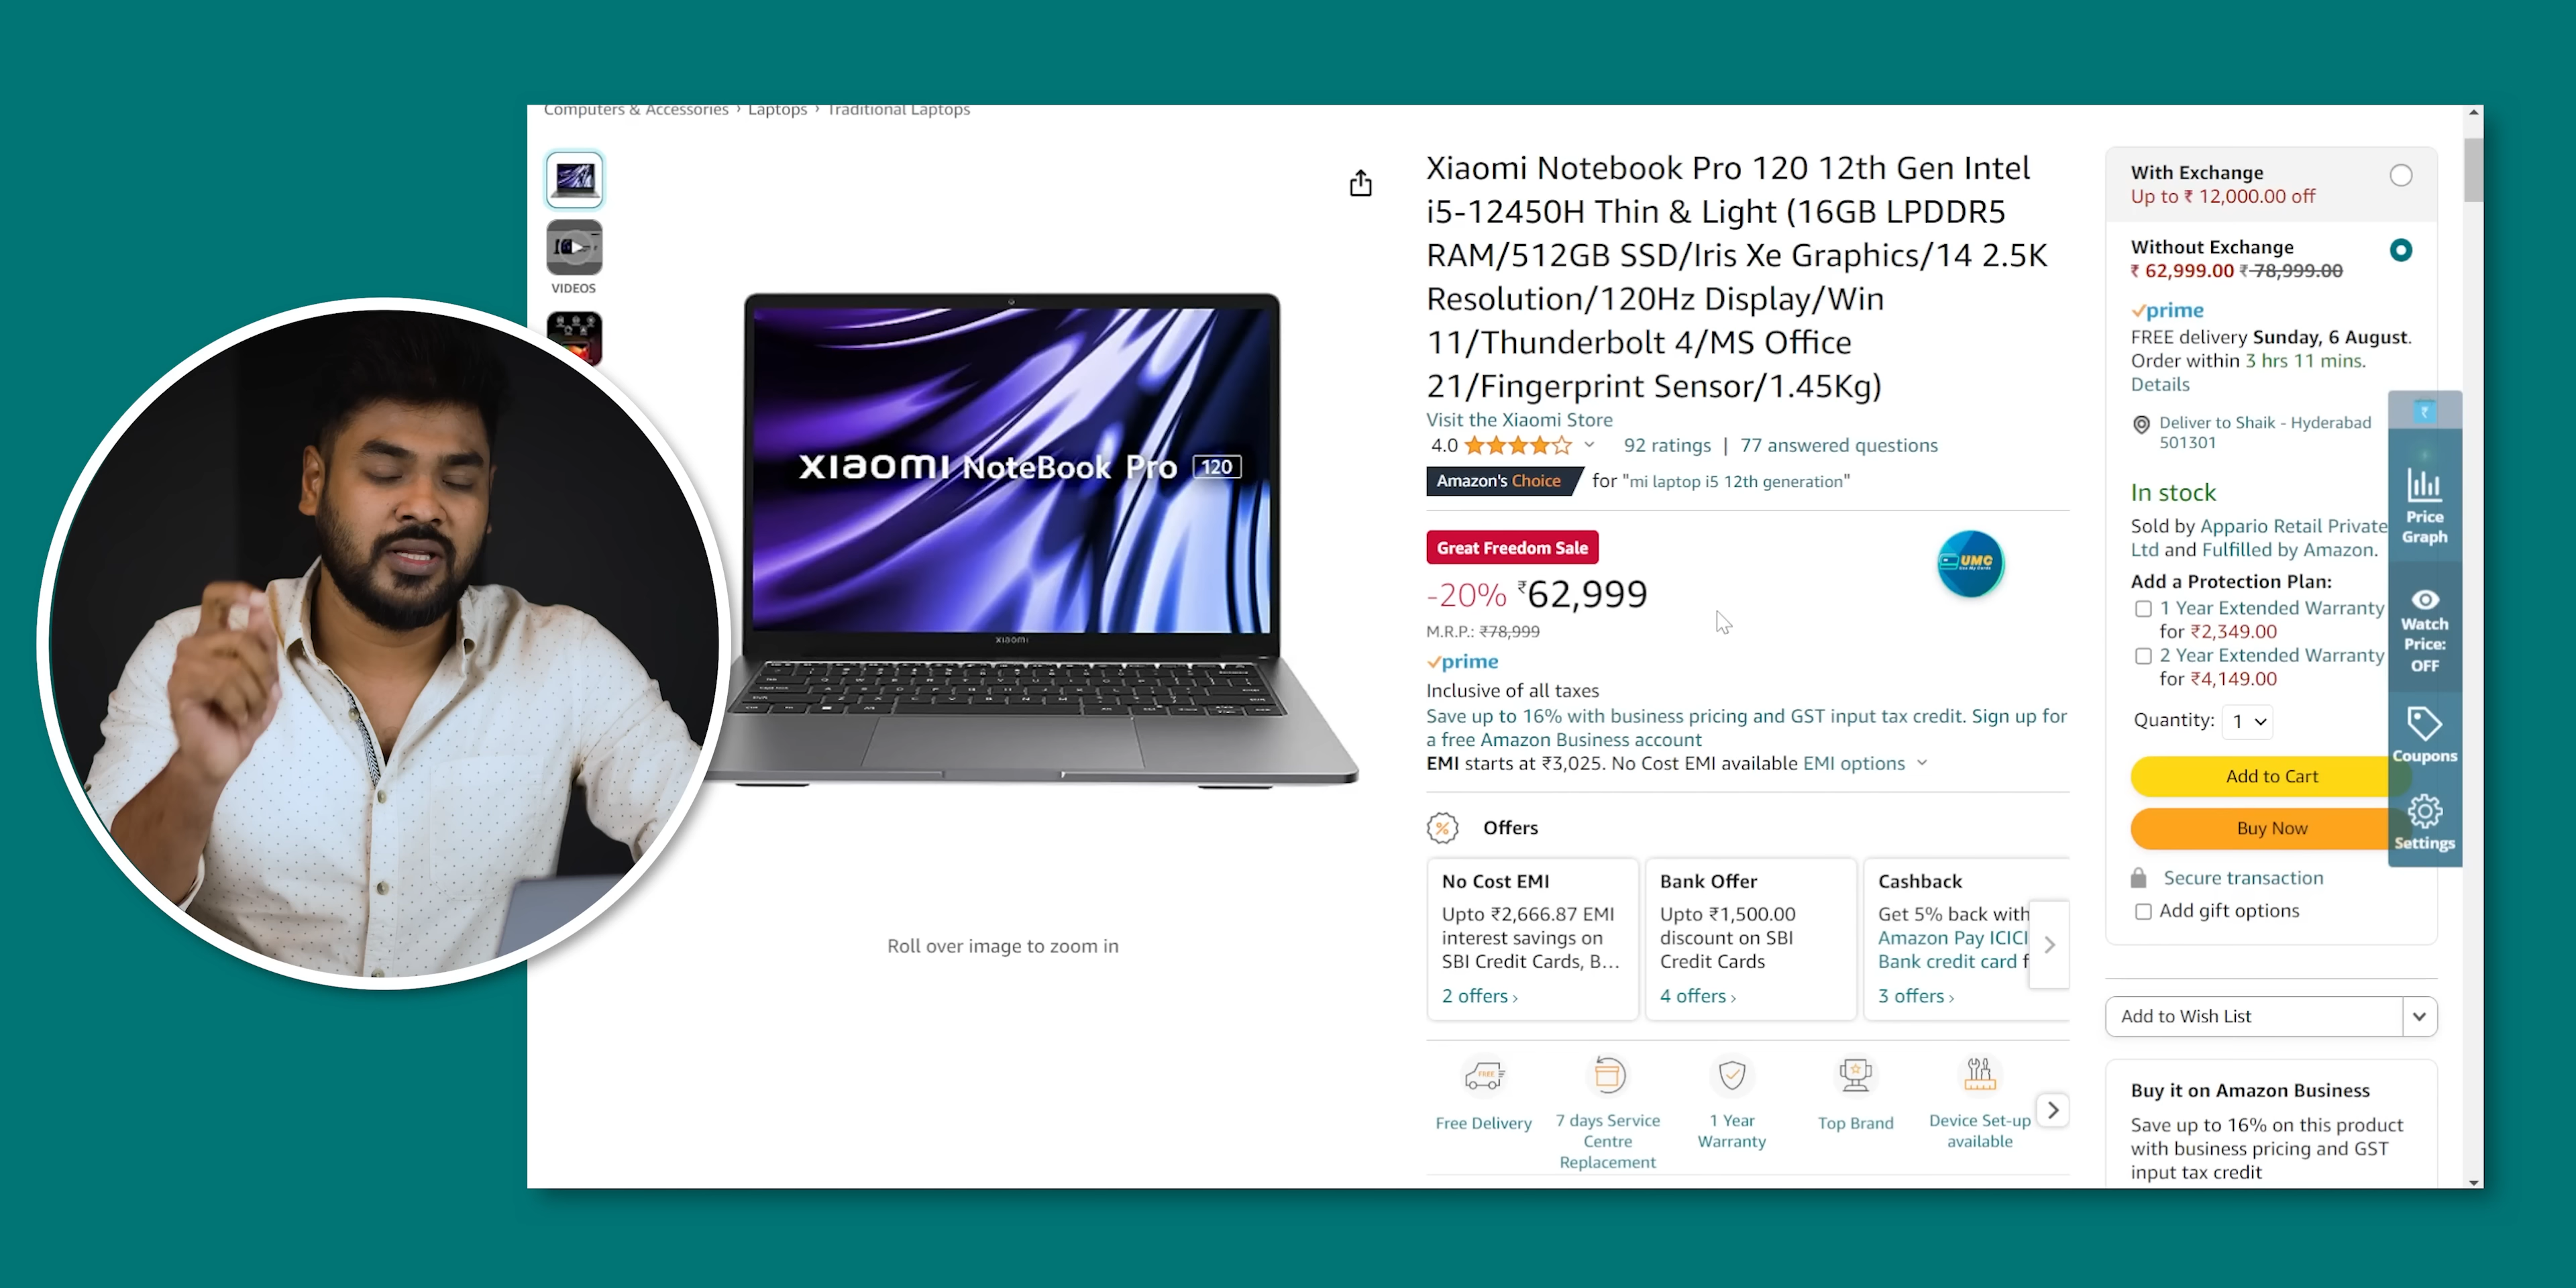 Computers & Accessories › Laptops › Traditional Laptops
VIDEOS
XIAOMI NoteBook Pro 120
xiaomi
Roll over image to zoom in
Xiaomi Notebook Pro 120 12th Gen Intel
i5-12450H Thin & Light (16GB LPDDR5
RAM/512GB SSD/Iris Xe Graphics/14 2.5K
Resolution/120Hz Display/Win
11/Thunderbolt 4/MS Office
21/Fingerprint Sensor/1.45Kg)
Visit the Xiaomi Store
4.0 92 ratings | 77 answered questions
Amazon's Choice for "mi laptop i5 12th generation"
Great Freedom Sale
UMC
-20% ₹62,999
M.R.P.: ₹78,999
prime
Inclusive of all taxes
Save up to 16% with business pricing and GST input tax credit. Sign up for
a free Amazon Business account
EMI starts at ₹3,025. No Cost EMI available EMI options
Offers
No Cost EMI
Upto ₹2,666.87 EMI
interest savings on
SBI Credit Cards, B…
2 offers ›
Bank Offer
Upto ₹1,500.00
discount on SBI
Credit Cards
4 offers ›
Cashback
Get 5% back with
Amazon Pay ICICI
Bank credit card f
3 offers ›
FREE
Free Delivery
7 days Service
Centre
Replacement
1 Year
Warranty
Top Brand
Device Set-up
available
With Exchange
Up to ₹ 12,000.00 off
Without Exchange
₹ 62,999.00 ₹ 78,999.00
prime
FREE delivery Sunday, 6 August.
Order within 3 hrs 11 mins.
Details
Deliver to Shaik - Hyderabad
501301
In stock
Sold by Appario Retail Private
Ltd and Fulfilled by Amazon.
Add a Protection Plan:
1 Year Extended Warranty
for ₹2,349.00
2 Year Extended Warranty
for ₹4,149.00
Quantity: 1
Add to Cart
Buy Now
Secure transaction
Add gift options
Add to Wish List
Buy it on Amazon Business
Save up to 16% on this product
with business pricing and GST
input tax credit
₹
Price
Graph
Watch
Price:
OFF
Coupons
Settings